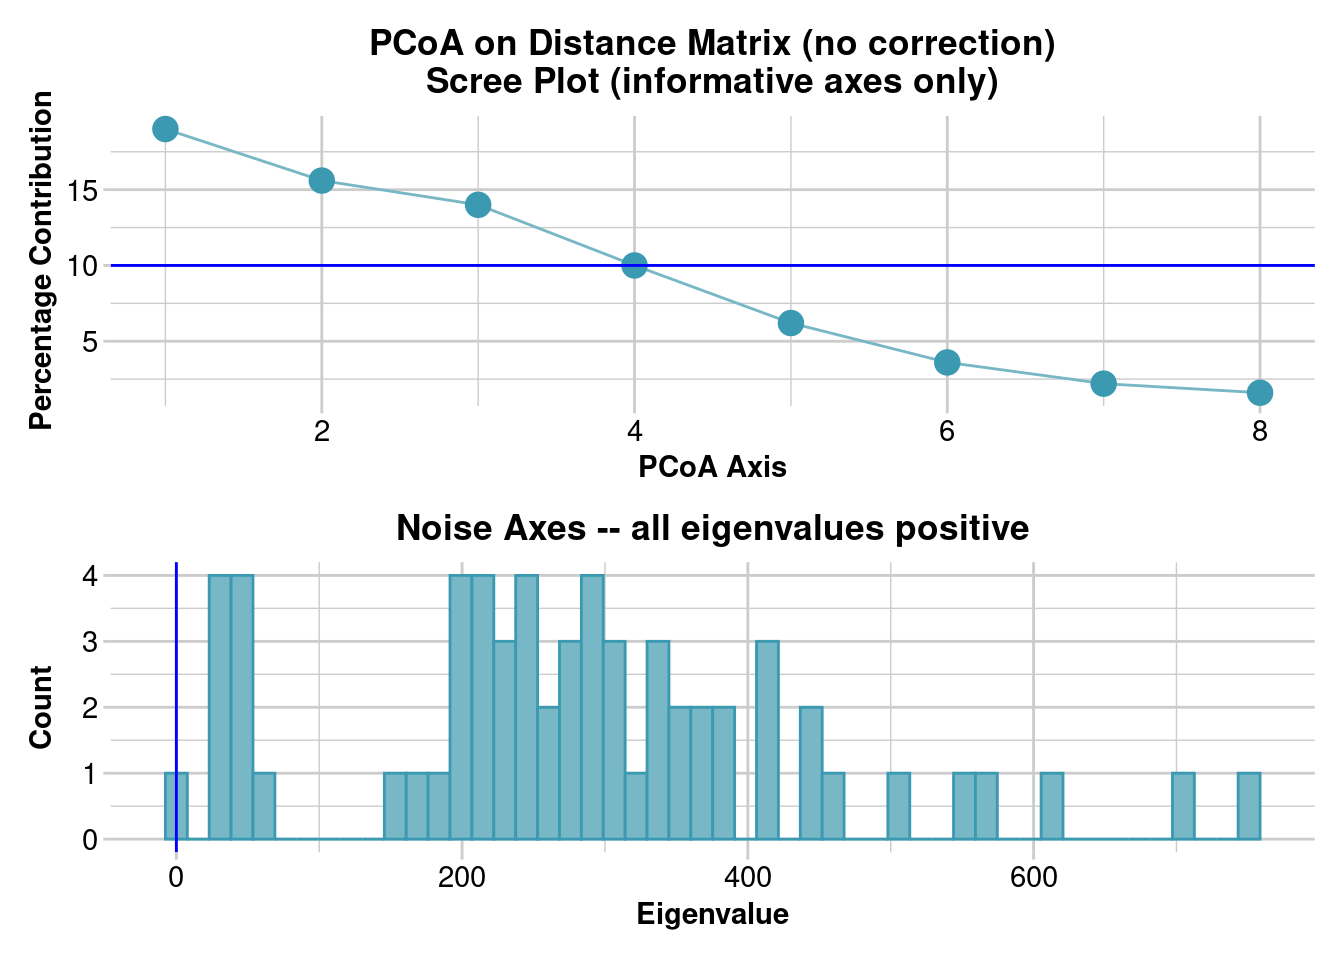 PCoA on Distance Matrix (no correction)
Scree Plot (informative axes only)
Percentage Contribution
15
10
5
2
4
6
8
PCoA Axis
Noise Axes -- all eigenvalues positive
Count
4
3
2
1
0
0
200
400
600
Eigenvalue